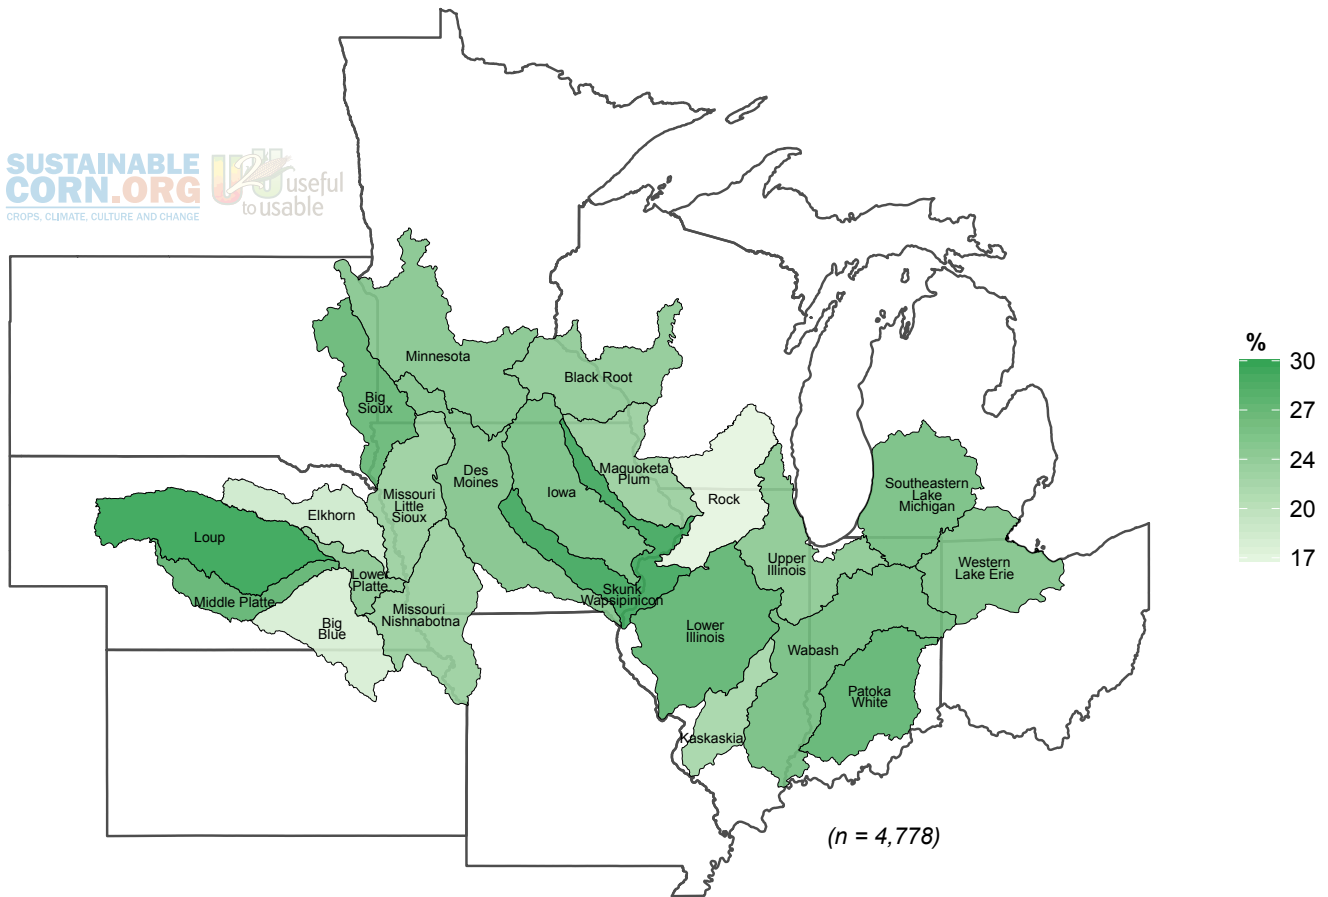 SUSTAINABLE
CORN.ORG
CROPS, CLIMATE, CULTURE AND CHANGE
U2U
useful
to usable
Minnesota
Black Root
Big
Sioux
Maquoketa
Plum
Des
Moines
Iowa
Rock
Missouri
Little
Sioux
Southeastern
Lake
Michigan
Elkhorn
Loup
Lower
Platte
Middle Platte
Upper
Illinois
Western
Lake Erie
Skunk
Wapsipinicon
Missouri
Nishnabotna
Big
Blue
Lower
Illinois
Wabash
Patoka
White
Kaskaskia
(n = 4,778)
%
30
27
24
20
17